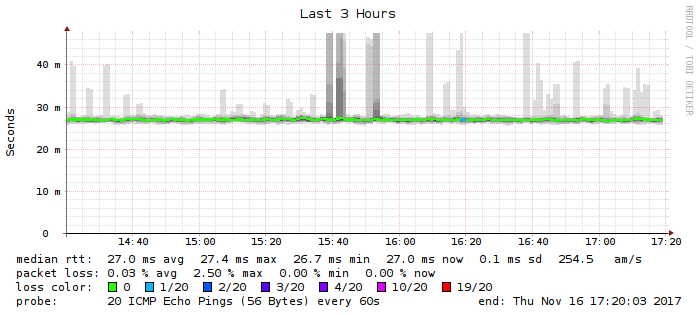 Last 3 Hours
RRDTOOL / TOBI OETIKER
Seconds
40 m
30 m
20 m
10 m
0
14:40 15:00 15:20 15:40 16:00 16:20 16:40 17:00 17:20
median rtt: 27.0 ms avg 27.4 ms max 26.7 ms min 27.0 ms now 0.1 ms sd 254.5 am/s
packet loss: 0.03 % avg 2.50 % max 0.00 % min 0.00 % now
loss color: 0 1/20 2/20 3/20 4/20 10/20 19/20
probe: 20 ICMP Echo Pings (56 Bytes) every 60s end: Thu Nov 16 17:20:03 2017